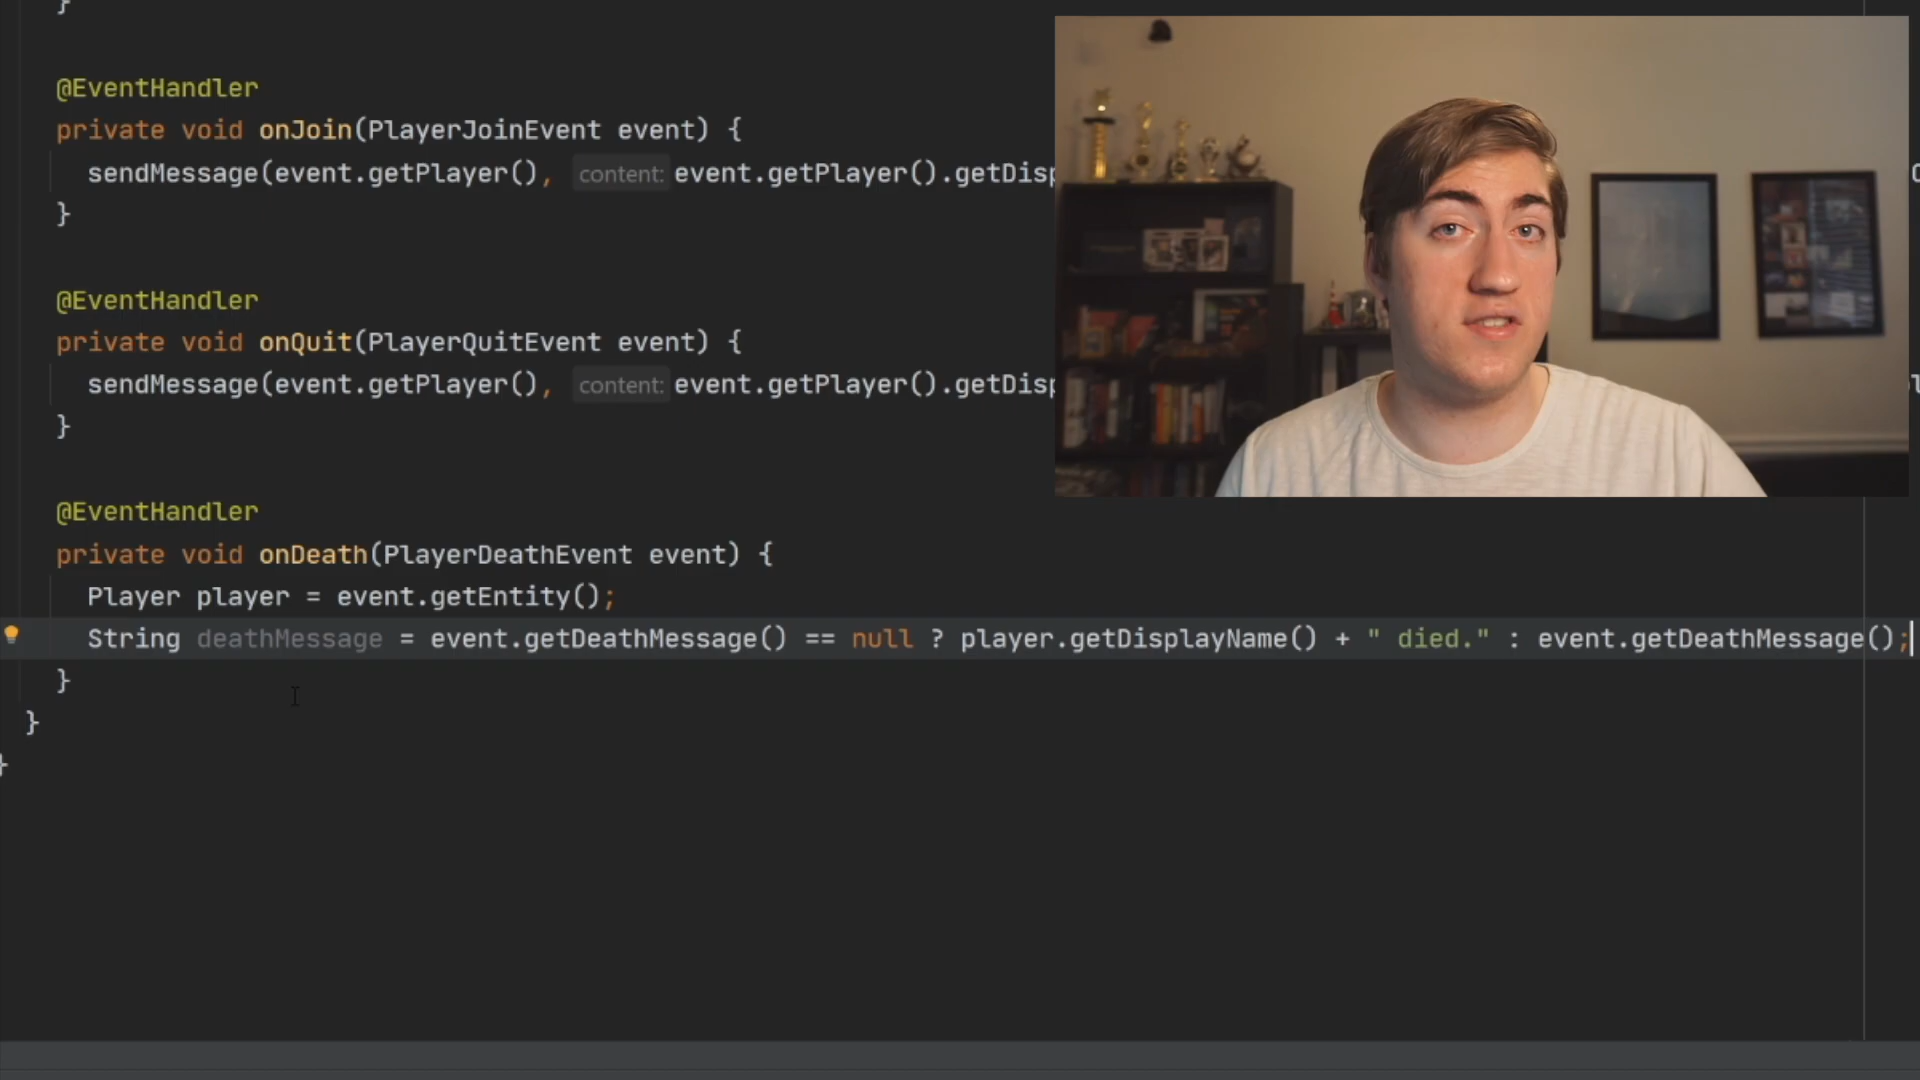 }
@EventHandler
private void onJoin(PlayerJoinEvent event) {
sendMessage(event.getPlayer(), content: event.getPlayer().getDisp
}
@EventHandler
private void onQuit(PlayerQuitEvent event) {
sendMessage(event.getPlayer(), content: event.getPlayer().getDisp
}
@EventHandler
private void onDeath(PlayerDeathEvent event) {
Player player = event.getEntity();
String deathMessage = event.getDeathMessage() == null ? player.getDisplayName() + " died." : event.getDeathMessage();
}
}
}